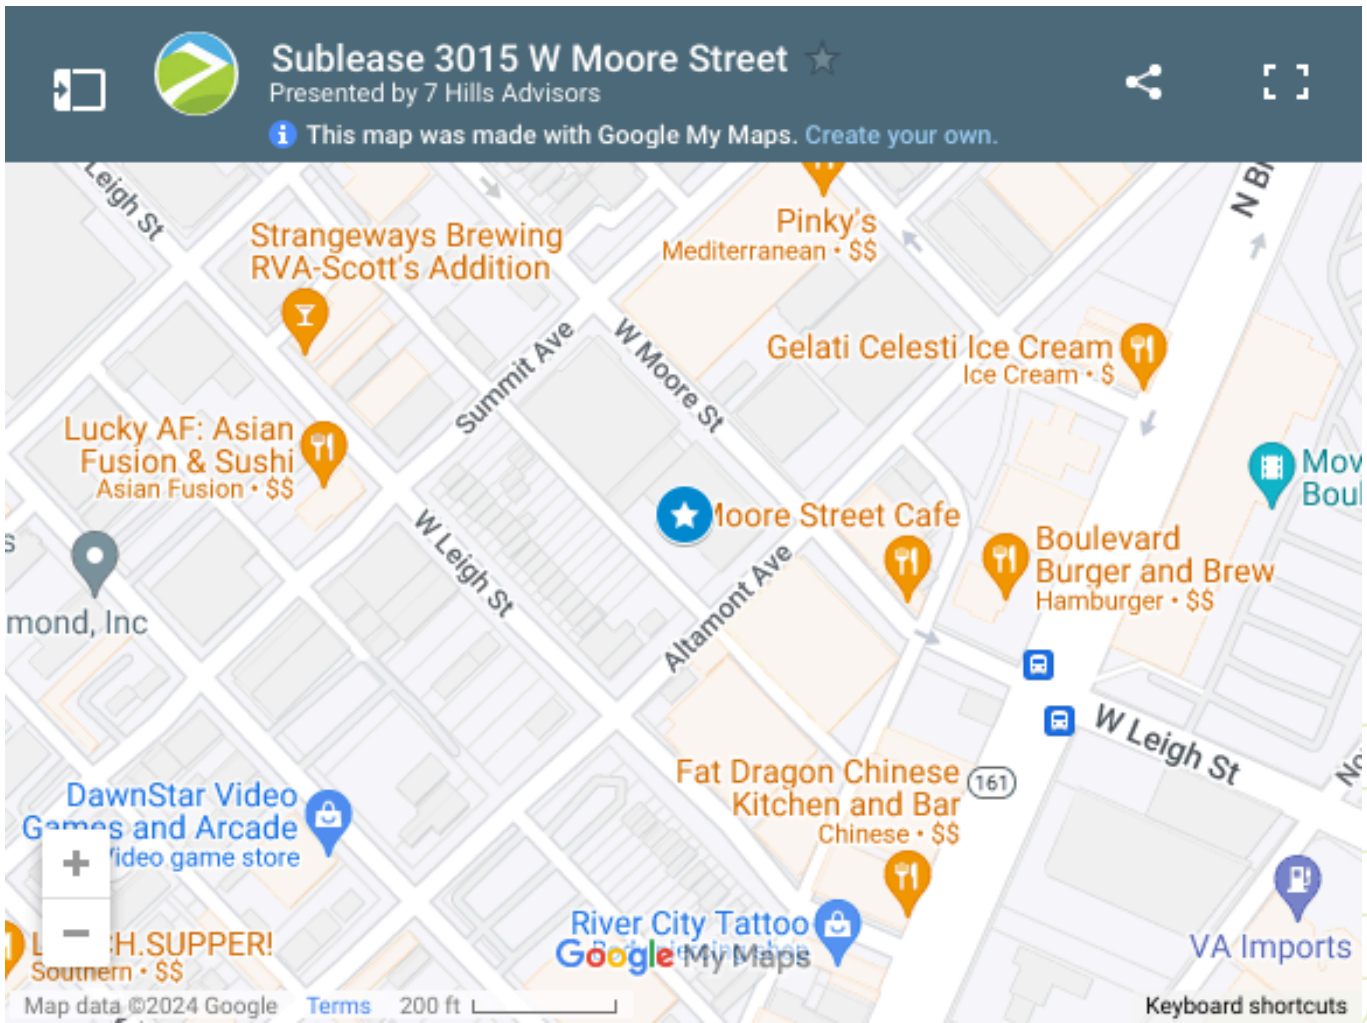 Sublease 3015 W Moore Street
Presented by 7 Hills Advisors
This map was made with Google My Maps. Create your own.
Leigh St
N
Pinky's
Mediterranean • $$
Strangeways Brewing
RVA-Scott's Addition
Summit Ave
W Moore St
Gelati Celesti Ice Cream
Ice Cream • $
Lucky AF: Asian
Fusion & Sushi
Asian Fusion • $$
Moore Street Cafe
W Leigh St
Altamont Ave
Boulevard
Burger and Brew
Hamburger • $$
mond, Inc
W Leigh St
161
Fat Dragon Chinese
Kitchen and Bar
Chinese • $$
DawnStar Video
Games and Arcade
Video game store
River City Tattoo
Google My Maps
VA Imports
H.SUPPER!
Southern • $$
Map data ©2024 Google
Terms
200 ft
Keyboard shortcuts